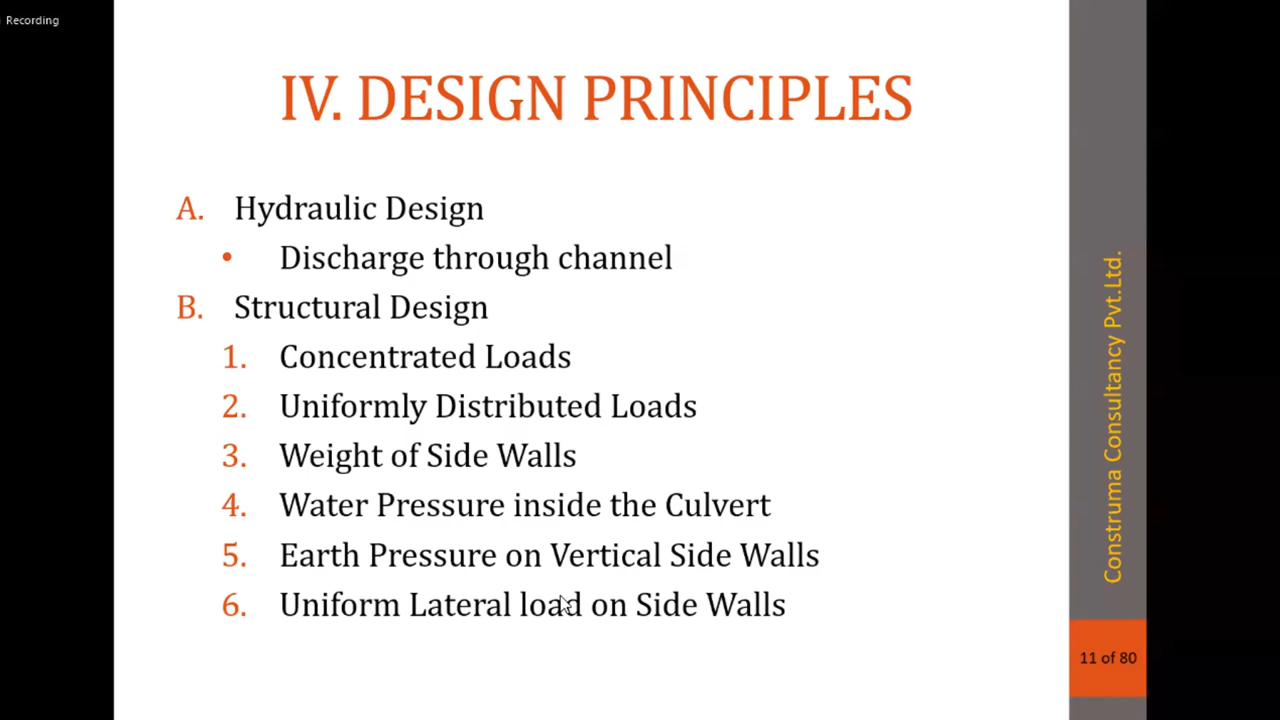 Recording
IV. DESIGN PRINCIPLES
A. Hydraulic Design
• Discharge through channel
B. Structural Design
1. Concentrated Loads
2. Uniformly Distributed Loads
3. Weight of Side Walls
4. Water Pressure inside the Culvert
5. Earth Pressure on Vertical Side Walls
6. Uniform Lateral load on Side Walls
Construma Consultancy Pvt.Ltd.
11 of 80